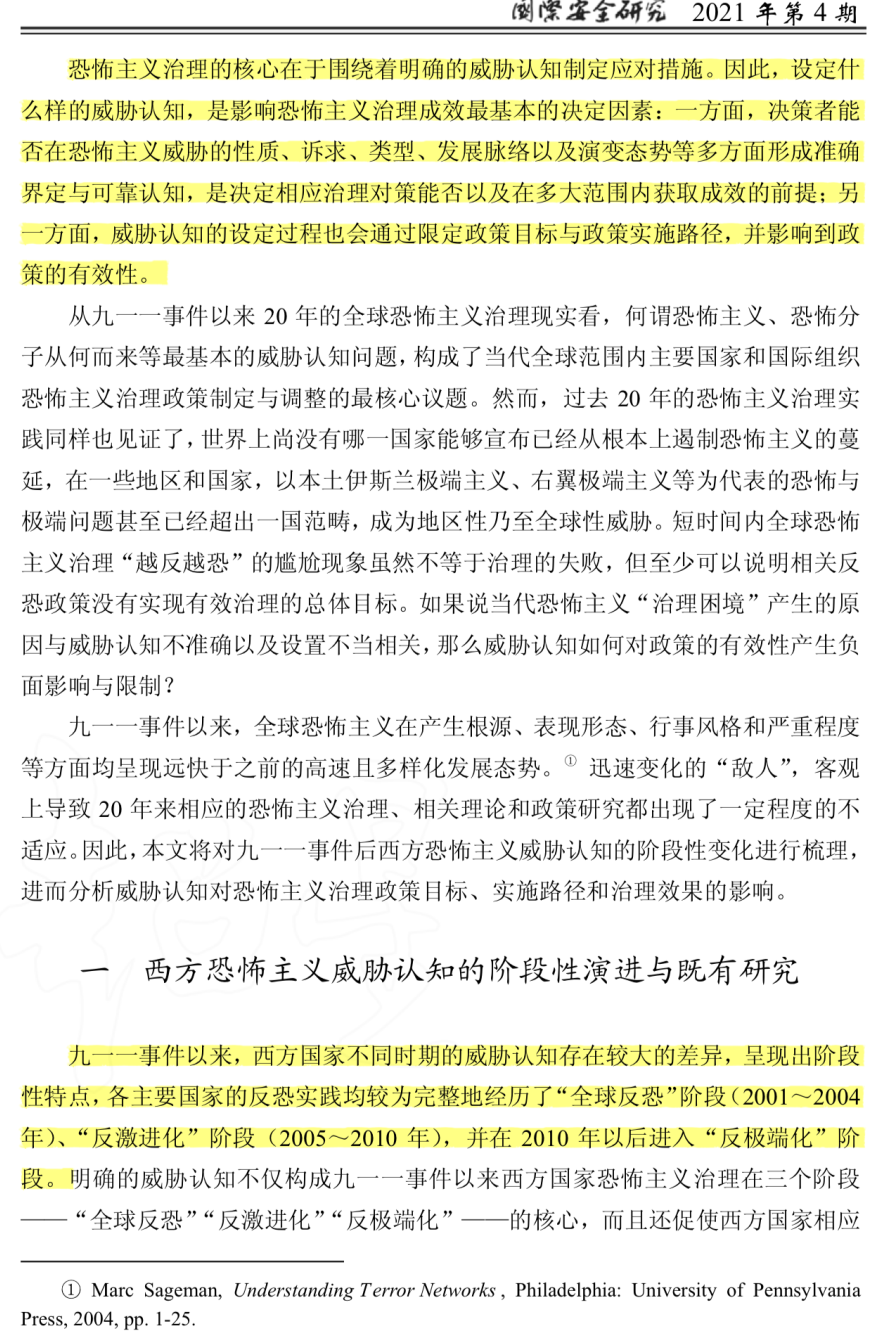 國際安全研究 2021 年第 4 期
恐怖主义治理的核心在于围绕着明确的威胁认知制定应对措施。因此，设定什
么样的威胁认知，是影响恐怖主义治理成效最基本的决定因素：一方面，决策者能
否在恐怖主义威胁的性质、诉求、类型、发展脉络以及演变态势等多方面形成准确
界定与可靠认知，是决定相应治理对策能否以及在多大范围内获取成效的前提；另
一方面，威胁认知的设定过程也会通过限定政策目标与政策实施路径，并影响到政
策的有效性。
从九一一事件以来 20 年的全球恐怖主义治理现实看，何谓恐怖主义、恐怖分
子从何而来等最基本的威胁认知问题，构成了当代全球范围内主要国家和国际组织
恐怖主义治理政策制定与调整的最核心议题。然而，过去 20 年的恐怖主义治理实
践同样也见证了，世界上尚没有哪一国家能够宣布已经从根本上遏制恐怖主义的蔓
延，在一些地区和国家，以本土伊斯兰极端主义、右翼极端主义等为代表的恐怖与
极端问题甚至已经超出一国范畴，成为地区性乃至全球性威胁。短时间内全球恐怖
主义治理“越反越恐”的尴尬现象虽然不等于治理的失败，但至少可以说明相关反
恐政策没有实现有效治理的总体目标。如果说当代恐怖主义“治理困境”产生的原
因与威胁认知不准确以及设置不当相关，那么威胁认知如何对政策的有效性产生负
面影响与限制？
九一一事件以来，全球恐怖主义在产生根源、表现形态、行事风格和严重程度
等方面均呈现远快于之前的高速且多样化发展态势。① 迅速变化的“敌人”，客观
上导致 20 年来相应的恐怖主义治理、相关理论和政策研究都出现了一定程度的不
适应。因此，本文将对九一一事件后西方恐怖主义威胁认知的阶段性变化进行梳理，
进而分析威胁认知对恐怖主义治理政策目标、实施路径和治理效果的影响。
一 西方恐怖主义威胁认知的阶段性演进与既有研究
九一一事件以来，西方国家不同时期的威胁认知存在较大的差异，呈现出阶段
性特点，各主要国家的反恐实践均较为完整地经历了“全球反恐”阶段（2001～2004
年）、“反激进化”阶段（2005～2010 年），并在 2010 年以后进入“反极端化”阶
段。明确的威胁认知不仅构成九一一事件以来西方国家恐怖主义治理在三个阶段
——“全球反恐”“反激进化”“反极端化”——的核心，而且还促使西方国家相应
① Marc Sageman, Understanding Terror Networks , Philadelphia: University of Pennsylvania
Press, 2004, pp. 1-25.